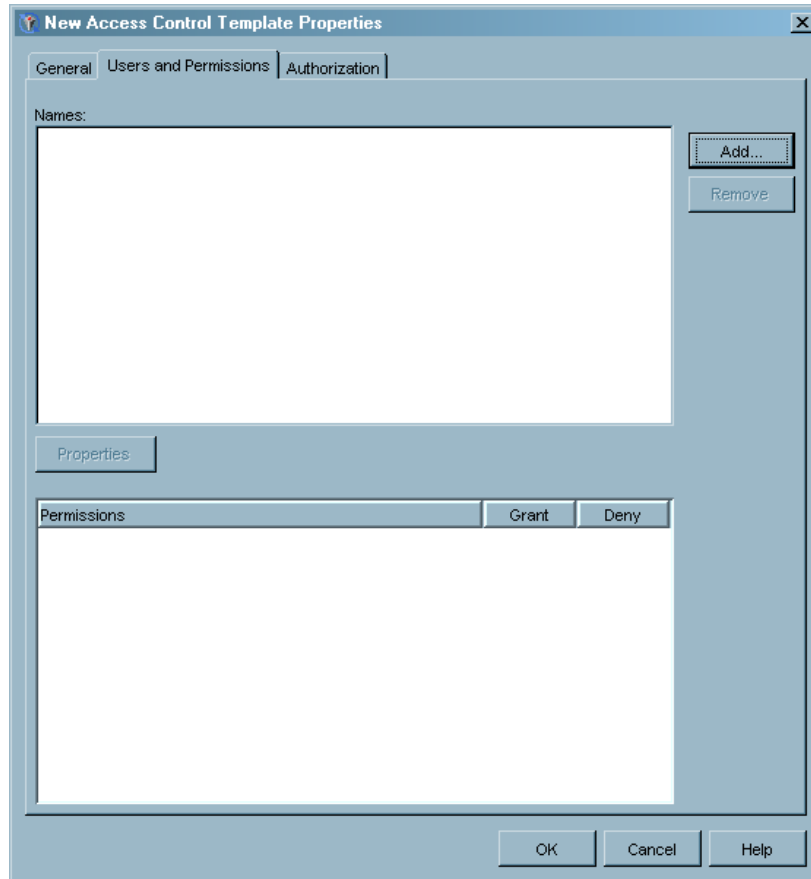 New Access Control Template Properties
General Users and Permissions Authorization
Names:
Add...
Remove
Properties
Permissions Grant Deny
OK Cancel Help